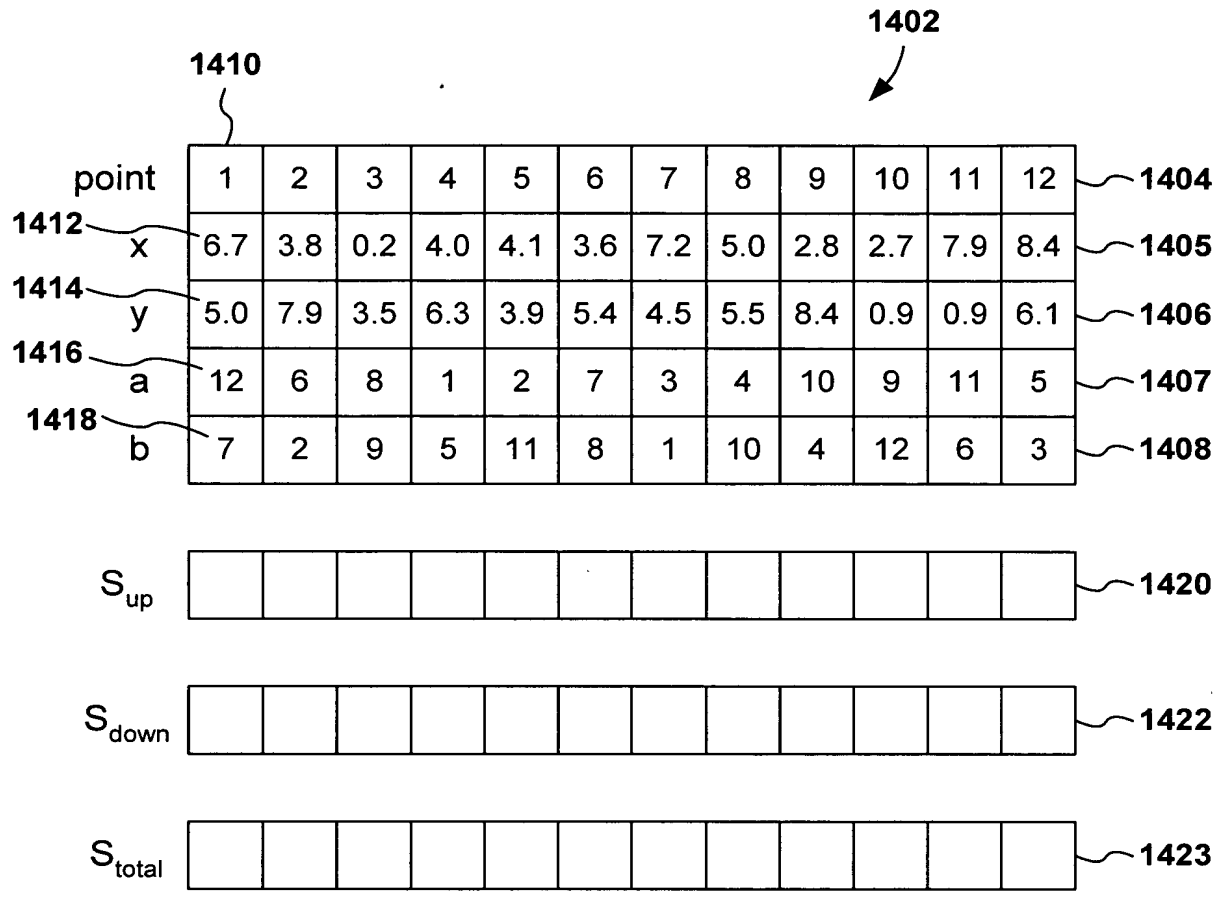 1402
1410
point 1 2 3 4 5 6 7 8 9 10 11 12 1404
1412 x 6.7 3.8 0.2 4.0 4.1 3.6 7.2 5.0 2.8 2.7 7.9 8.4 1405
1414 y 5.0 7.9 3.5 6.3 3.9 5.4 4.5 5.5 8.4 0.9 0.9 6.1 1406
1416 a 12 6 8 1 2 7 3 4 10 9 11 5 1407
1418 b 7 2 9 5 11 8 1 10 4 12 6 3 1408
Sup 1420
Sdown 1422
Stotal 1423